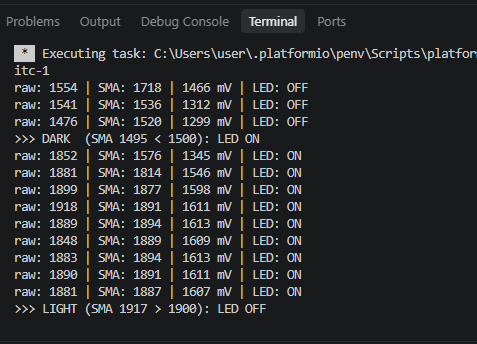 Problems Output Debug Console Terminal Ports
* Executing task: C:\Users\user\.platformio\penv\Scripts\platfor
itc-1
raw: 1554 | SMA: 1718 | 1466 mV | LED: OFF
raw: 1541 | SMA: 1536 | 1312 mV | LED: OFF
raw: 1476 | SMA: 1520 | 1299 mV | LED: OFF
>>> DARK  (SMA 1495 < 1500): LED ON
raw: 1852 | SMA: 1576 | 1345 mV | LED: ON
raw: 1881 | SMA: 1814 | 1546 mV | LED: ON
raw: 1899 | SMA: 1877 | 1598 mV | LED: ON
raw: 1918 | SMA: 1891 | 1611 mV | LED: ON
raw: 1889 | SMA: 1894 | 1613 mV | LED: ON
raw: 1848 | SMA: 1889 | 1609 mV | LED: ON
raw: 1883 | SMA: 1894 | 1613 mV | LED: ON
raw: 1890 | SMA: 1891 | 1611 mV | LED: ON
raw: 1881 | SMA: 1887 | 1607 mV | LED: ON
>>> LIGHT (SMA 1917 > 1900): LED OFF